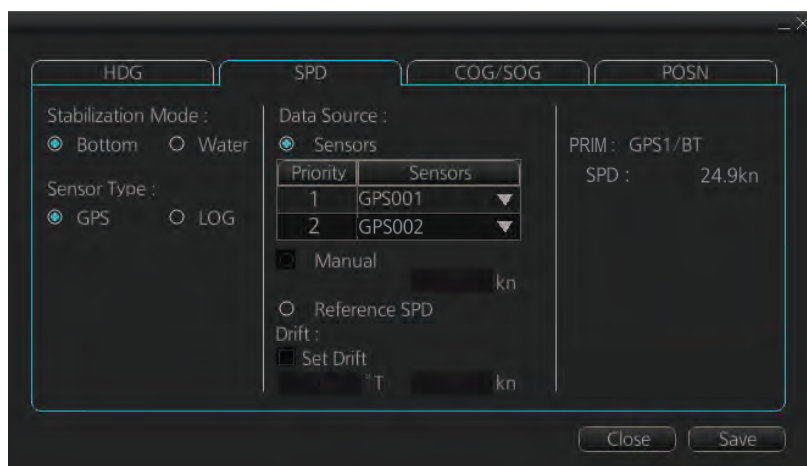 HDG SPD COG/SOG POSN
Stabilization Mode :
Bottom Water
Sensor Type :
GPS LOG
Data Source :
Sensors
Priority Sensors
1 GPS001
2 GPS002
Manual
kn
Reference SPD
Drift :
Set Drift
°T kn
PRIM : GPS1/BT
SPD : 24.9kn
Close Save